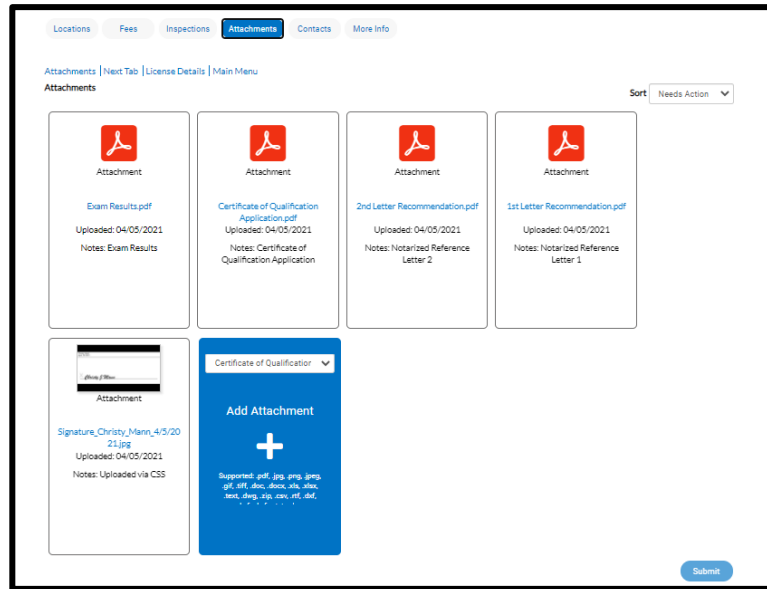 Locations Fees Inspections Attachments Contacts More Info
Attachments | Next Tab | License Details | Main Menu
Attachments
Sort Needs Action
Attachment
Exam Results.pdf
Uploaded: 04/05/2021
Notes: Exam Results
Attachment
Certificate of Qualification
Application.pdf
Uploaded: 04/05/2021
Notes: Certificate of
Qualification Application
Attachment
2nd Letter Recommendation.pdf
Uploaded: 04/05/2021
Notes: Notarized Reference
Letter 2
Attachment
1st Letter Recommendation.pdf
Uploaded: 04/05/2021
Notes: Notarized Reference
Letter 1
Christy J Mann
Attachment
Signature_Christy_Mann_4/5/20
21.jpg
Uploaded: 04/05/2021
Notes: Uploaded via CSS
Certificate of Qualification
Add Attachment
Supported: .pdf, .jpg, .png, .jpeg,
.gif, .tiff, .doc, .docx, .xls, .xlsx,
.text, .dwg, .zip, .csv, .rtf, .dxf,
Submit